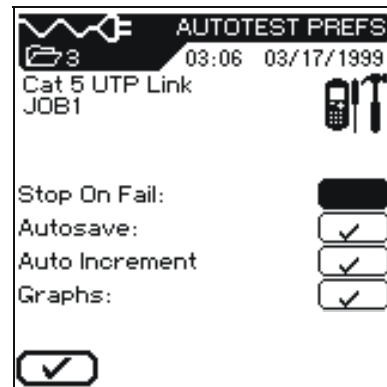 AUTOTEST PREFS
3 03:06 03/17/1999
Cat 5 UTP Link
JOB1
Stop On Fail:
Autosave:
Auto Increment
Graphs: